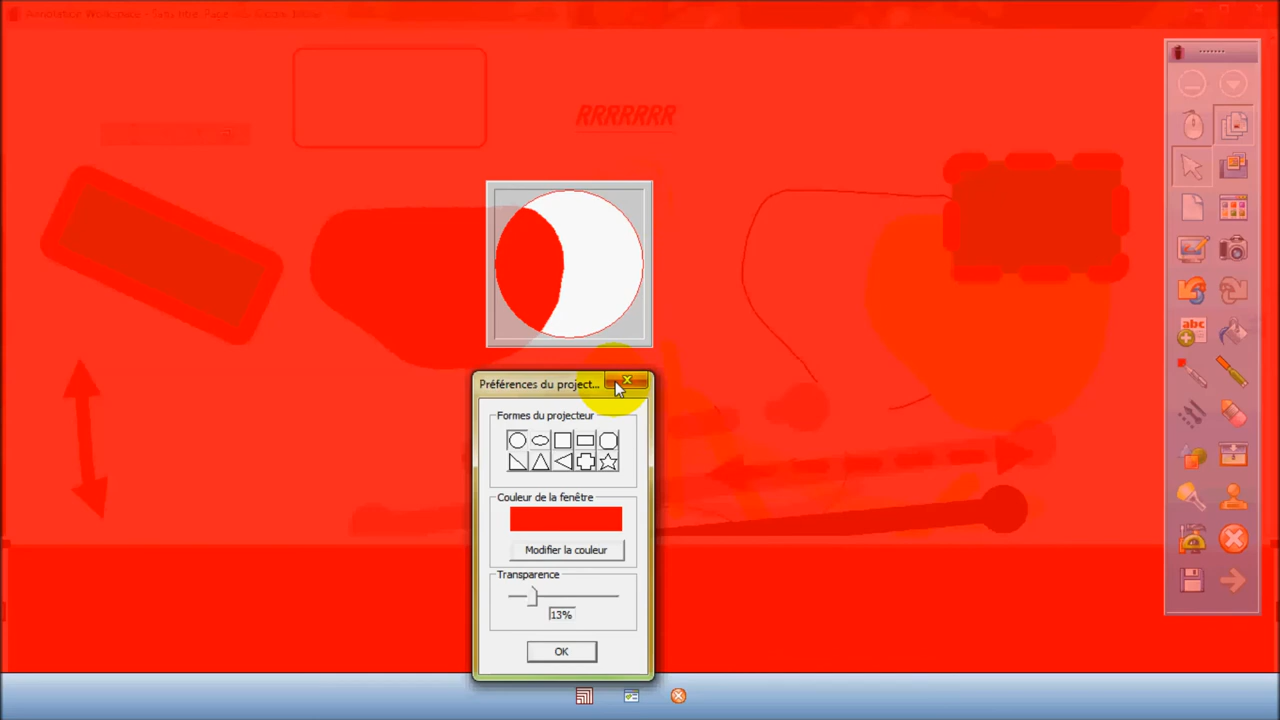 RRRRRRR
abc
Préférences du project...
Formes du projecteur
Couleur de la fenêtre
Modifier la couleur
Transparence
13%
OK